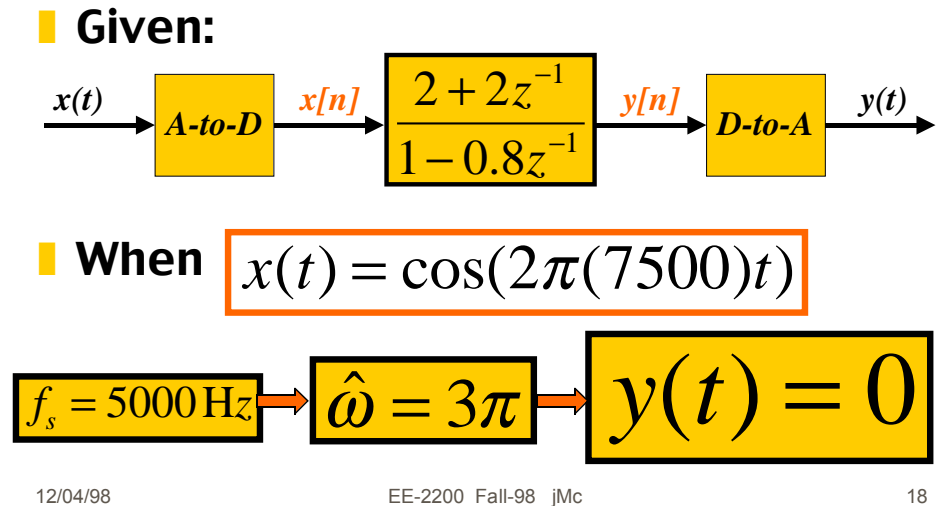 Given:
x(t) A-to-D x[n] \frac{2 + 2z^{-1}}{1 - 0.8z^{-1}} y[n] D-to-A y(t)
When x(t) = cos(2π(7500)t)
f_s = 5000 Hz ω̂ = 3π y(t) = 0
12/04/98 EE-2200 Fall-98 jMc 18